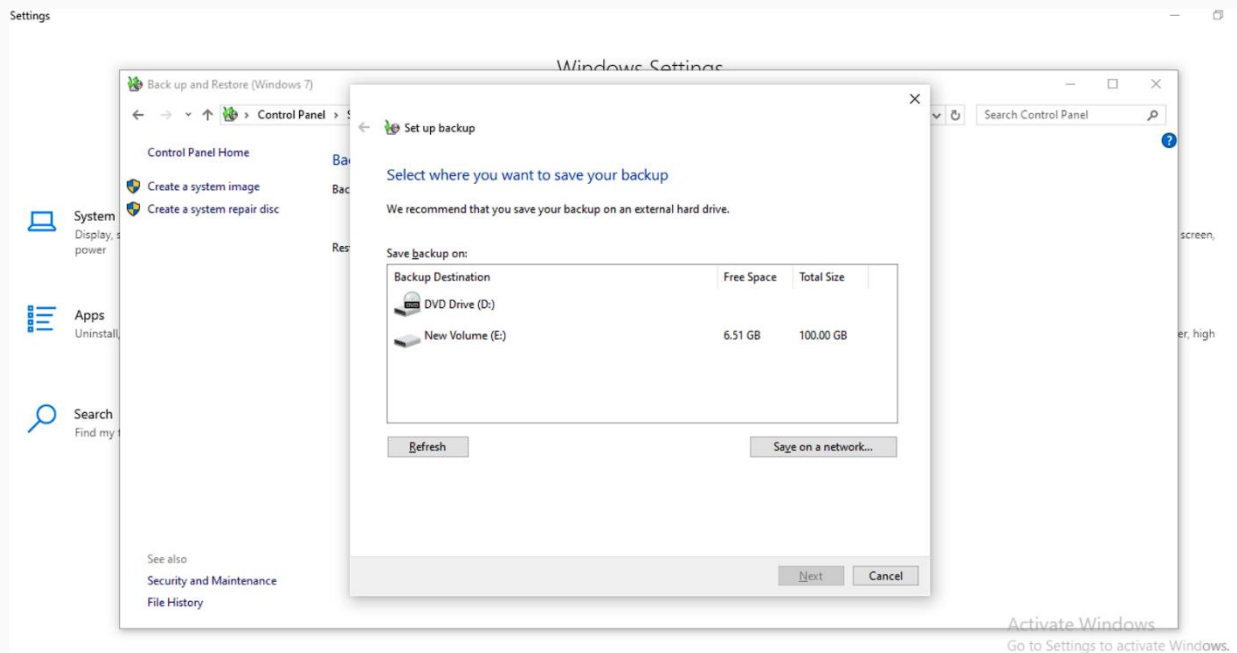 Settings
Windows Settings
Back up and Restore (Windows 7)
Control Panel
Search Control Panel
Set up backup
Control Panel Home
Create a system image
Create a system repair disc
Select where you want to save your backup
We recommend that you save your backup on an external hard drive.
Save backup on:
Backup Destination Free Space Total Size
DVD Drive (D:)
New Volume (E:) 6.51 GB 100.00 GB
Refresh Save on a network...
Next Cancel
System
Display,
power
Apps
Uninstall,
Search
Find my
screen,
high
See also
Security and Maintenance
File History
Activate Windows
Go to Settings to activate Windows.